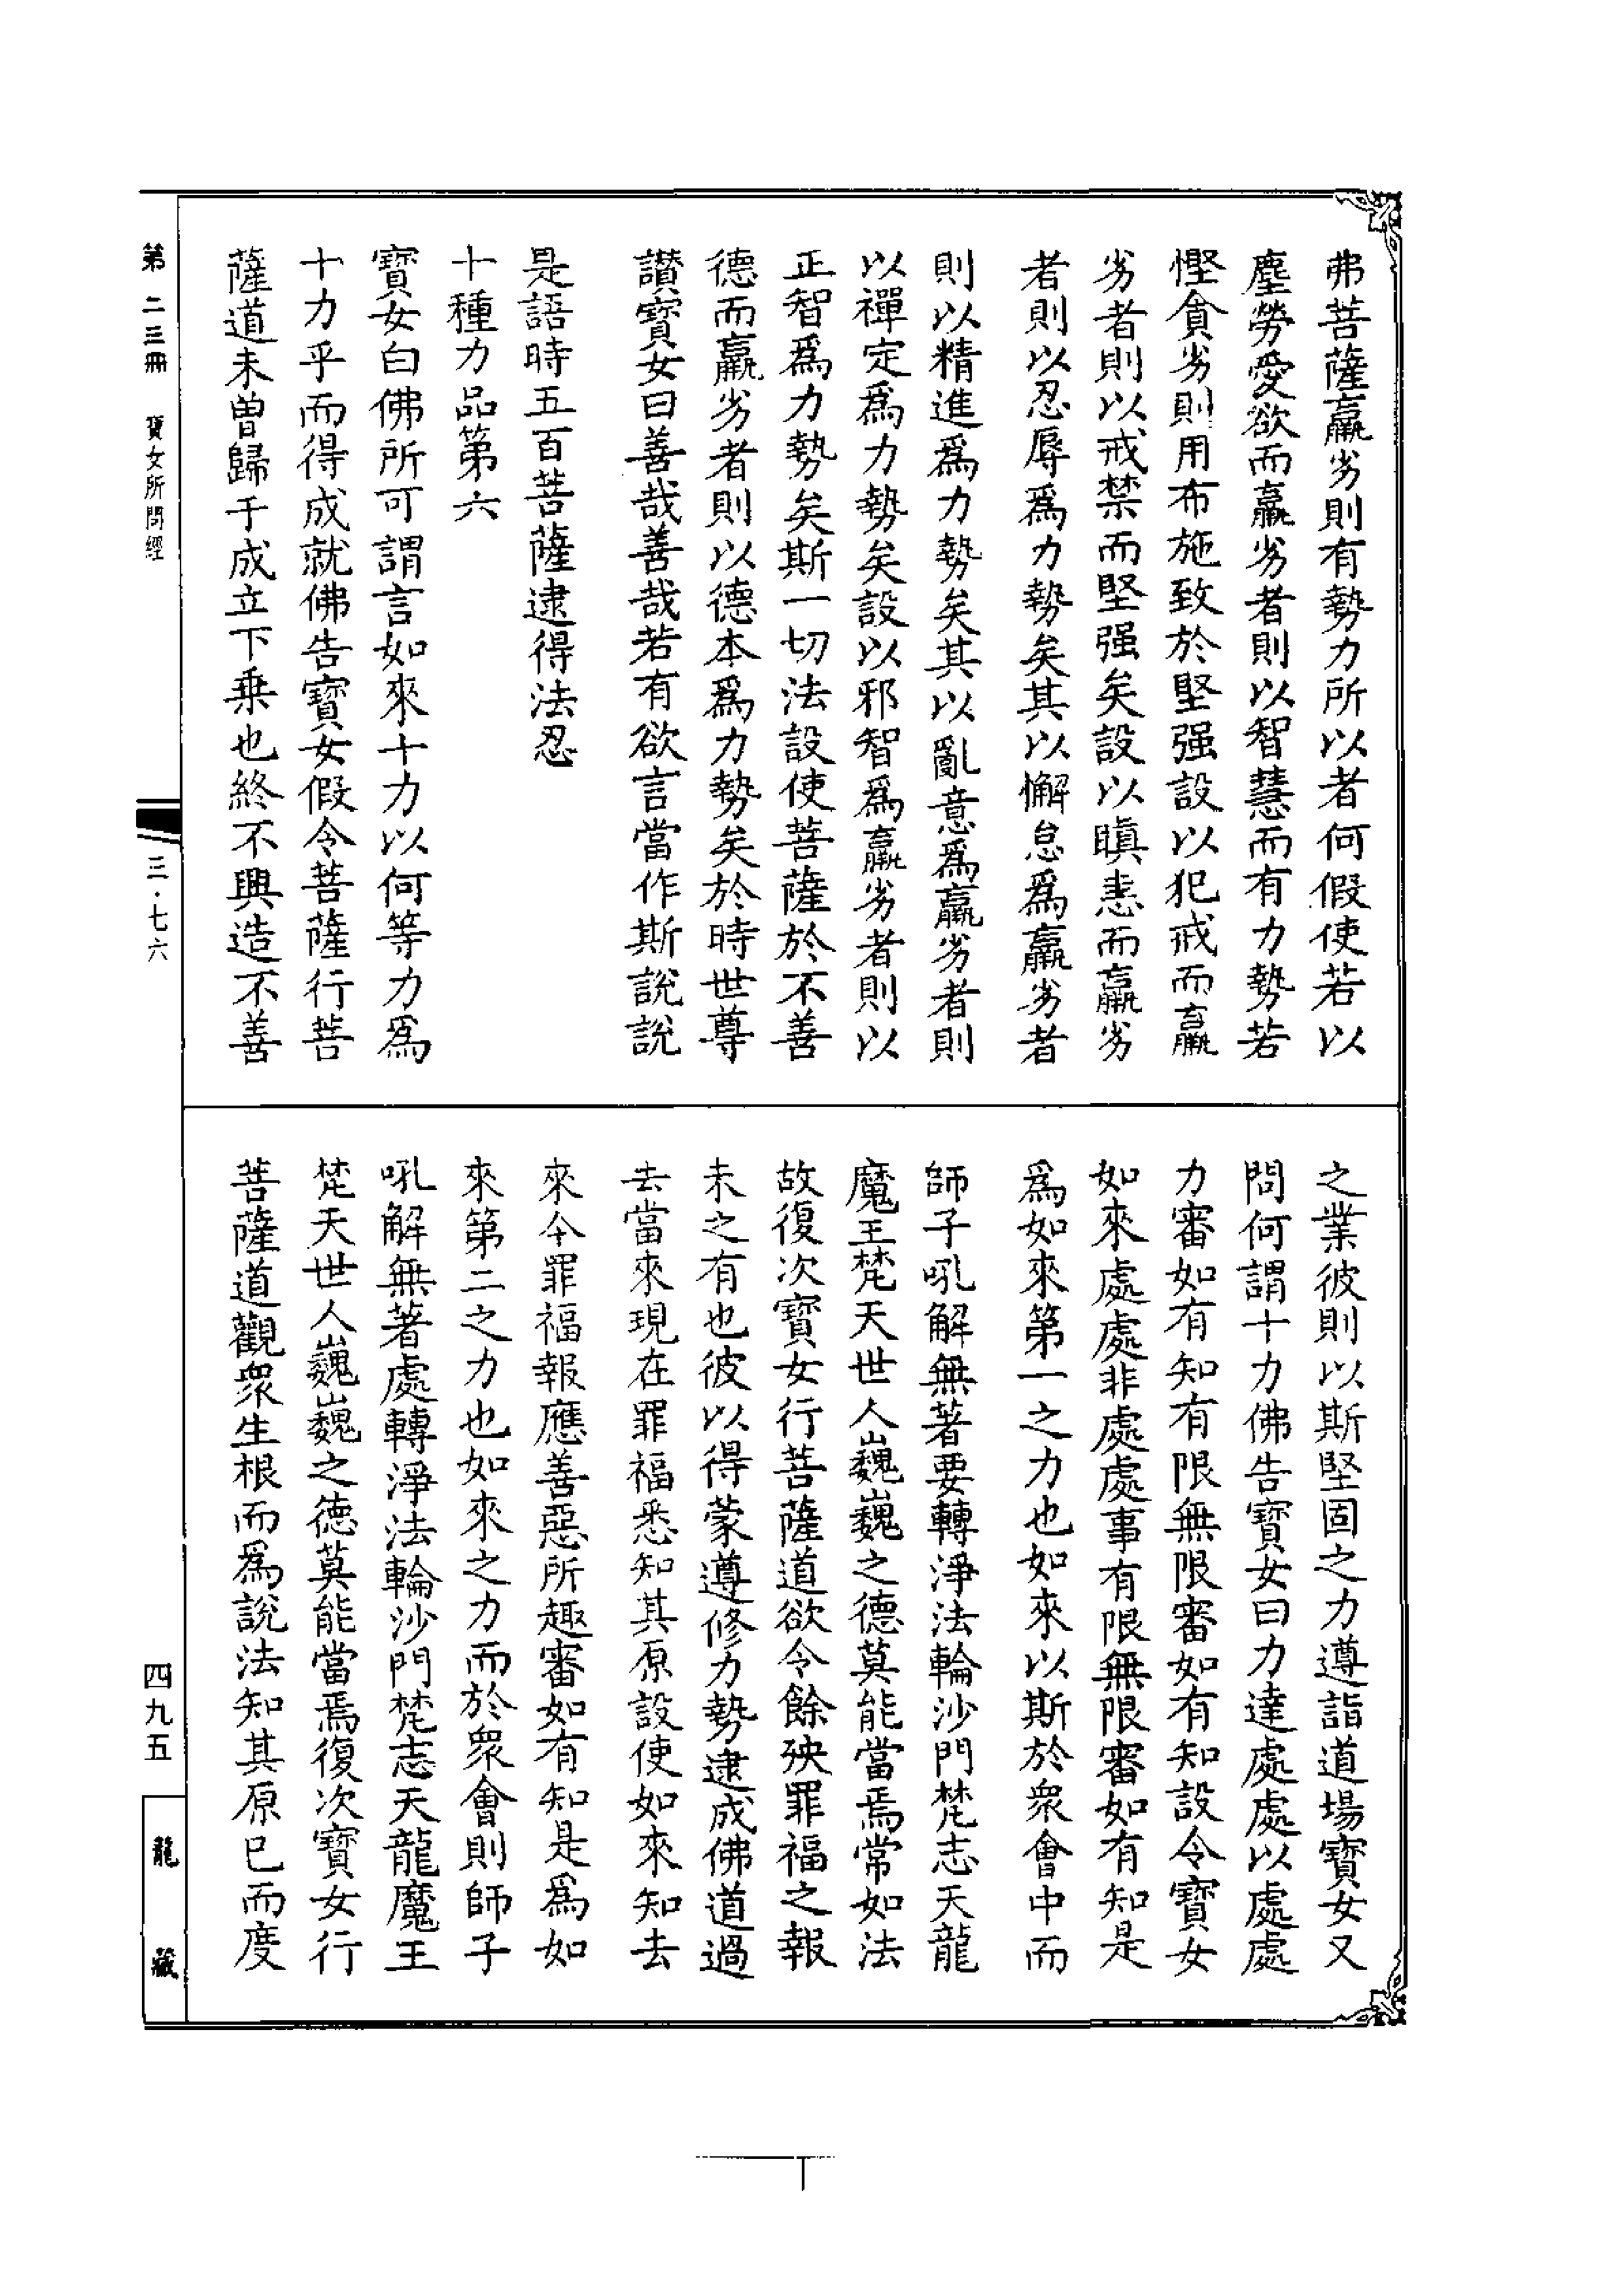 弗菩薩羸劣則有勢力所以者何假使若以
塵勞愛欲而羸劣者則以智慧而有力勢若
慳貪劣則用布施致於堅强設以犯戒而羸
劣者則以戒禁而堅强矣設以瞋恚而羸劣
者則以忍辱爲力勢矣其以懈怠爲羸劣者
則以精進爲力勢矣其以亂意爲羸劣者則
以禪定爲力勢矣設以邪智爲羸劣者則以
正智爲力勢矣斯一切法設使菩薩於不善
德而羸劣者則以德本爲力勢矣於時世尊
讃寶女曰善哉善哉若有欲言當作斯說說
是語時五百菩薩逮得法忍
十種力品第六
寶女白佛所可謂言如來十力以何等力爲
十力乎而得成就佛告寶女假令菩薩行菩
薩道未曾歸于成立下乗也終不興造不善
之業彼則以斯堅固之力遵詣道場寶女又
問何謂十力佛告寶女曰力達處處以處處
力審如有知有限無限審如有知設令寶女
如來處處非處處事有限無限審如有知是
爲如來第一之力也如來以斯於衆會中而
師子吼解無著要轉淨法輪沙門梵志天龍
魔王梵天世人巍巍之德莫能當焉常如法
故復次寶女行菩薩道欲令餘殃罪福之報
未之有也彼以得蒙遵修力勢逮成佛道過
去當來現在罪福悉知其原設使如來知去
來今罪福報應善惡所趣審如有知是爲如
來第二之力也如來之力而於衆會則師子
吼解無著處轉淨法輪沙門梵志天龍魔王
梵天世人巍巍之德莫能當焉復次寶女行
菩薩道觀衆生根而爲說法知其原已而度
第二三冊　寶女所問經
三·七六
四九五
龍藏